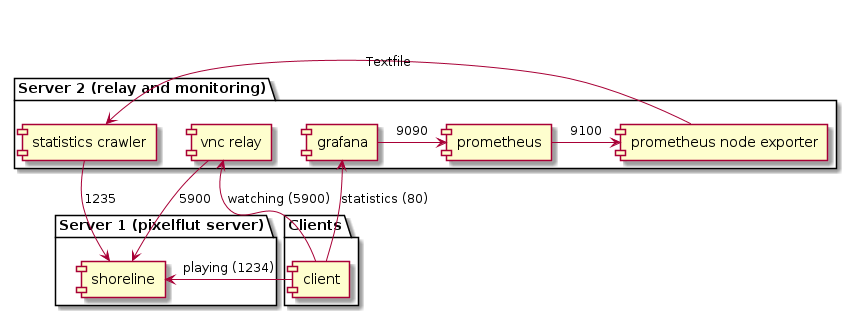 Textfile
Server 2 (relay and monitoring)
statistics crawler
vnc relay
grafana
9090
prometheus
9100
prometheus node exporter
1235
5900
watching (5900)
statistics (80)
Server 1 (pixelflut server)
Clients
shoreline
playing (1234)
client